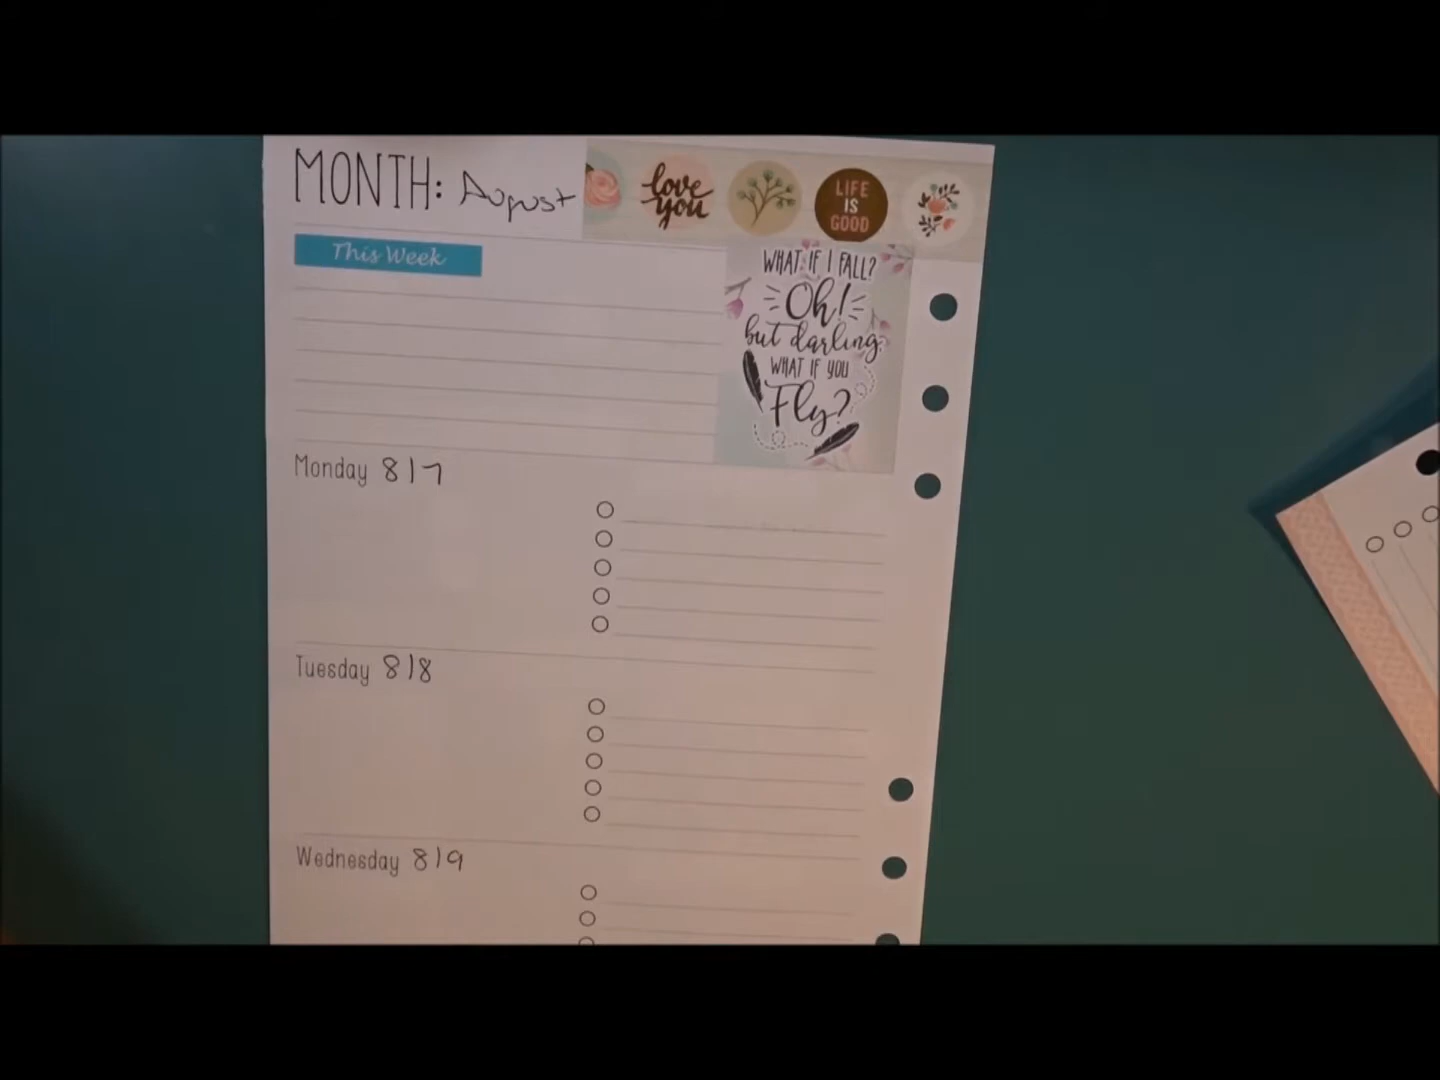 MONTH: August
love you
LIFE IS GOOD
This Week
WHAT IF I FALL?
Oh!
but darling,
WHAT IF YOU
Fly?
Monday 8/7
Tuesday 8/8
Wednesday 8/9